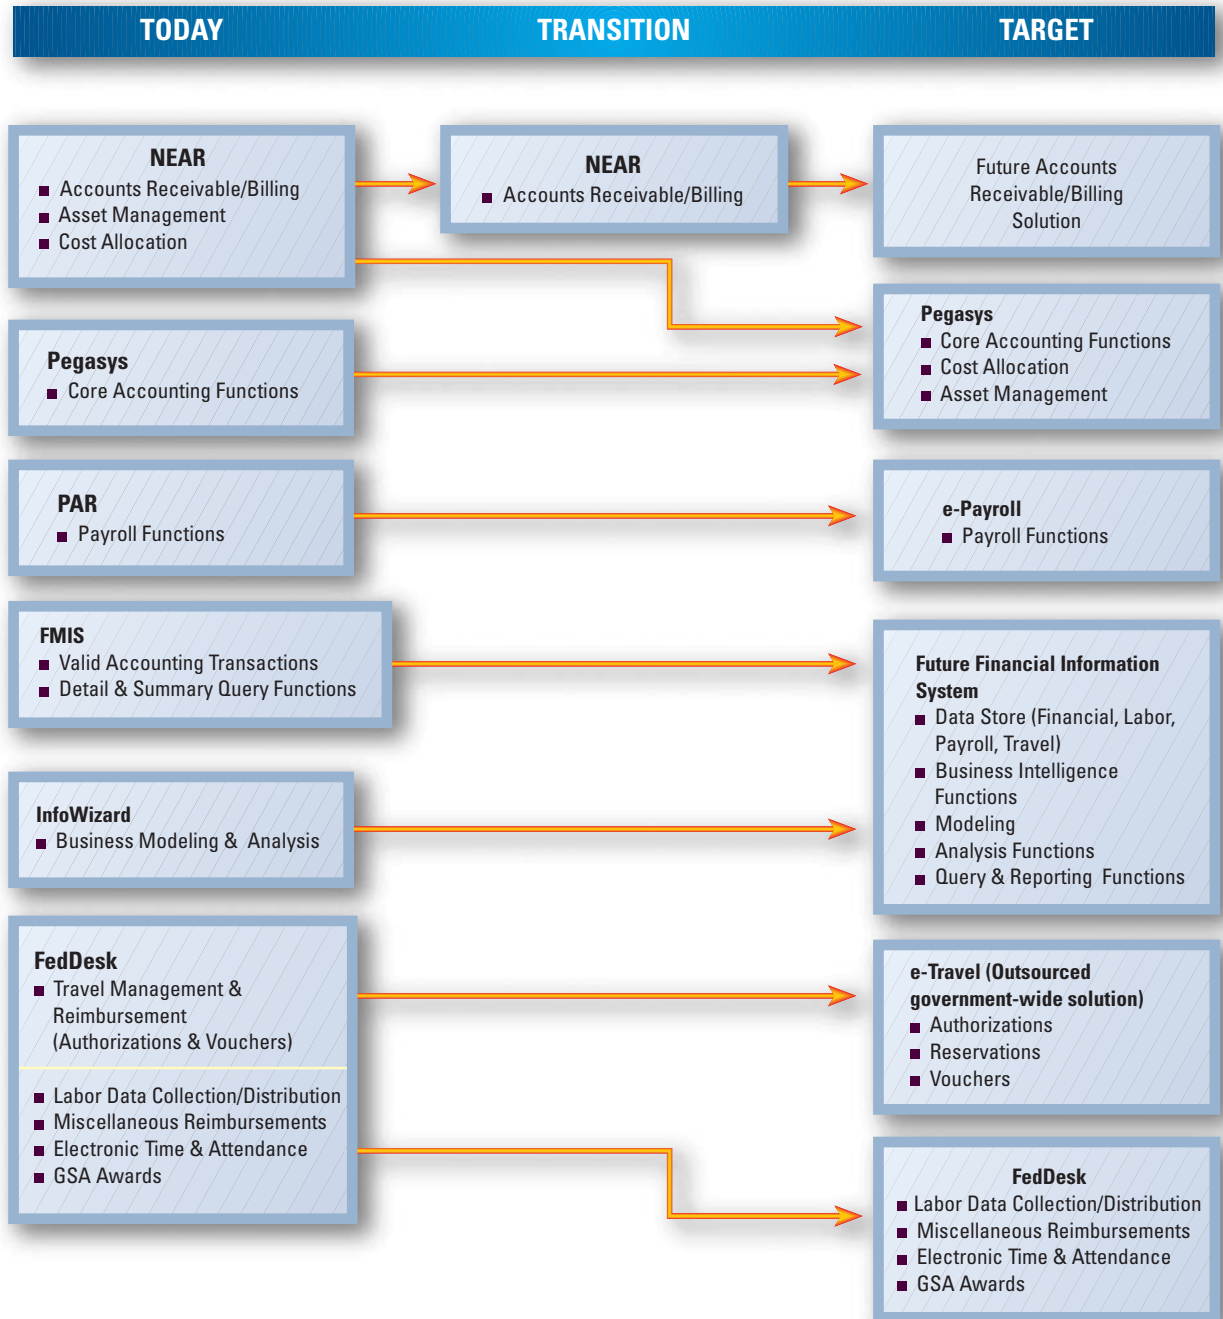 TODAY TRANSITION TARGET
NEAR
■ Accounts Receivable/Billing
■ Asset Management
■ Cost Allocation
NEAR
■ Accounts Receivable/Billing
Future Accounts
Receivable/Billing
Solution
Pegasys
■ Core Accounting Functions
Pegasys
■ Core Accounting Functions
■ Cost Allocation
■ Asset Management
PAR
■ Payroll Functions
e-Payroll
■ Payroll Functions
FMIS
■ Valid Accounting Transactions
■ Detail & Summary Query Functions
InfoWizard
■ Business Modeling & Analysis
Future Financial Information
System
■ Data Store (Financial, Labor,
Payroll, Travel)
■ Business Intelligence
Functions
■ Modeling
■ Analysis Functions
■ Query & Reporting Functions
FedDesk
■ Travel Management &
Reimbursement
(Authorizations & Vouchers)
■ Labor Data Collection/Distribution
■ Miscellaneous Reimbursements
■ Electronic Time & Attendance
■ GSA Awards
e-Travel (Outsourced
government-wide solution)
■ Authorizations
■ Reservations
■ Vouchers
FedDesk
■ Labor Data Collection/Distribution
■ Miscellaneous Reimbursements
■ Electronic Time & Attendance
■ GSA Awards